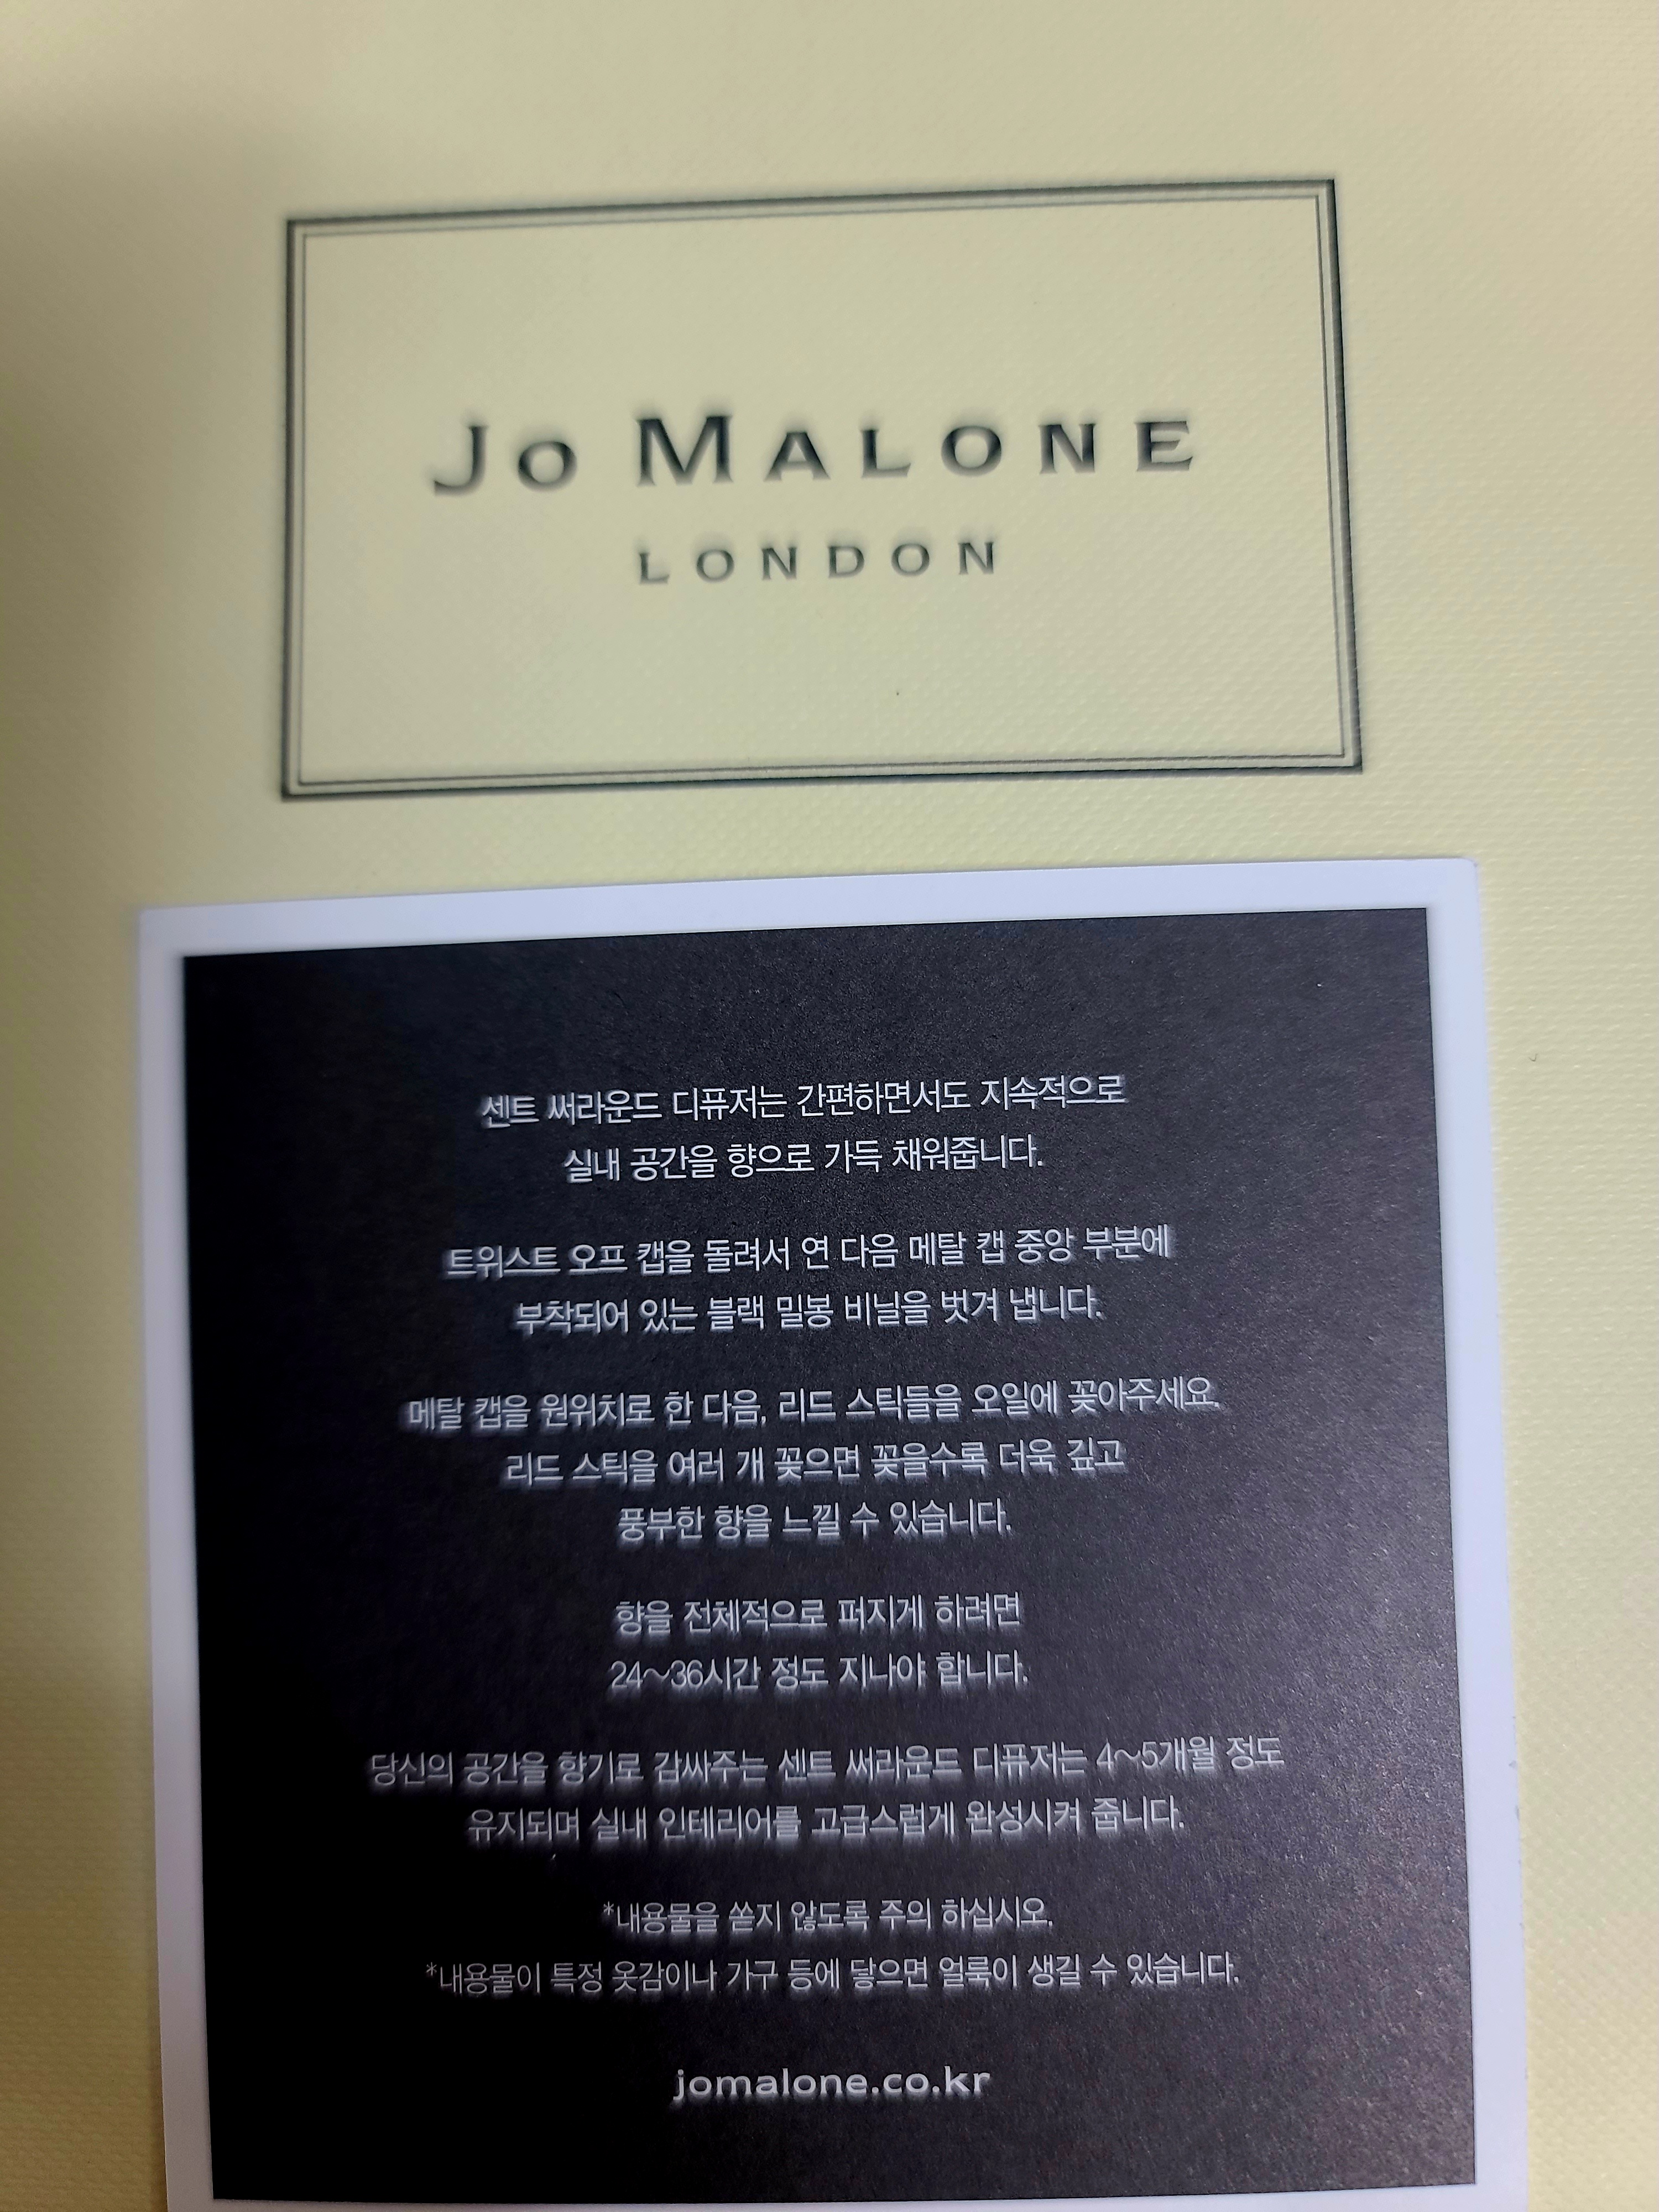 Jo MALONE
LONDON
센트 써라운드 디퓨저는 간편하면서도 지속적으로
실내 공간을 향으로 가득 채워줍니다.
트위스트 오프 캡을 돌려서 연 다음 메탈 캡 중앙 부분에
부착되어 있는 블랙 밀봉 비닐을 벗겨 냅니다.
메탈 캡을 원위치로 한 다음, 리드 스틱들을 오일에 꽂아주세요.
리드 스틱을 여러 개 꽂으면 꽂을수록 더욱 깊고
풍부한 향을 느낄 수 있습니다.
향을 전체적으로 퍼지게 하려면
24~36시간 정도 지나야 합니다.
당신의 공간을 향기로 감싸주는 센트 써라운드 디퓨저는 4~5개월 정도
유지되며 실내 인테리어를 고급스럽게 완성시켜 줍니다.
*내용물을 쏟지 않도록 주의 하십시오.
*내용물이 특정 옷감이나 가구 등에 닿으면 얼룩이 생길 수 있습니다.
jomalone.co.kr